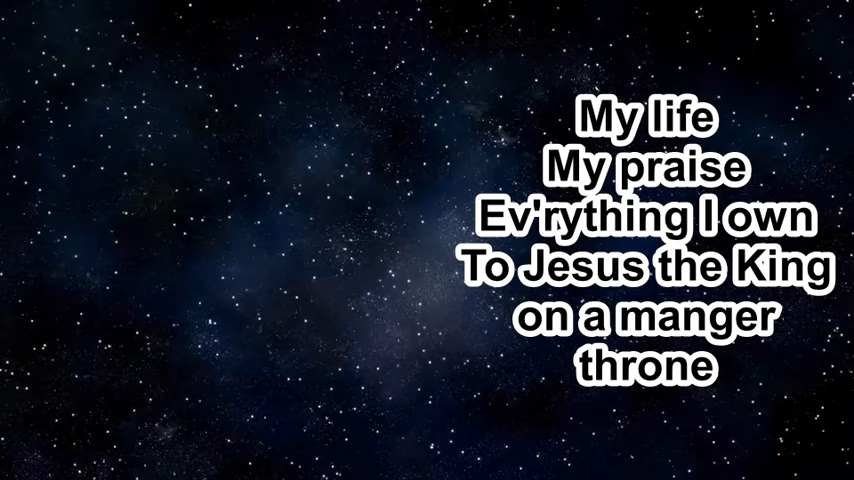 My life
My praise
Ev'rything I own
To Jesus the King
on a manger
throne